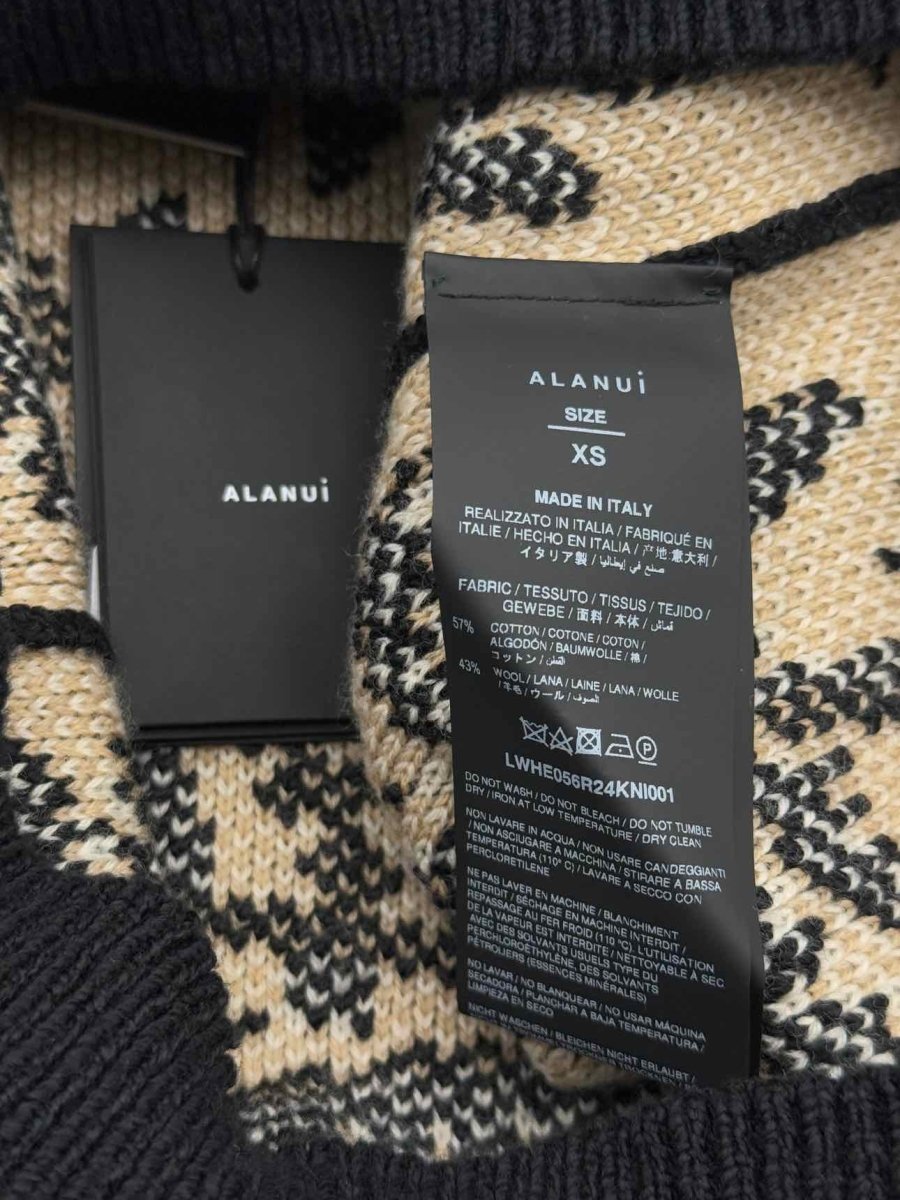 ALANUi
ALANUi
SIZE
XS
MADE IN ITALY
REALIZZATO IN ITALIA / FABRIQUÉ EN
ITALIE / HECHO EN ITALIA / 产地:意大利 /
イタリア製 / صنع في إيطاليا /
FABRIC / TESSUTO / TISSUS / TEJIDO /
GEWEBE / 面料 / 本体 / قماش
57% COTTON / COTONE / COTON /
ALGODÓN / BAUMWOLLE / 棉 /
コットン / القطن
43% WOOL / LANA / LAINE / LANA / WOLLE
/ 羊毛 / ウール / الصوف
LWHE056R24KNI001
DO NOT WASH / DO NOT BLEACH / DO NOT TUMBLE
DRY / IRON AT LOW TEMPERATURE / DRY CLEAN
NON LAVARE IN ACQUA / NON USARE CANDEGGIANTI
/ NON ASCIUGARE A MACCHINA / STIRARE A BASSA
TEMPERATURA (110° C) / LAVARE A SECCO CON
PERCLORETILENE
NE PAS LAVER EN MACHINE / BLANCHIMENT
INTERDIT / SÉCHAGE EN MACHINE INTERDIT /
REPASSAGE AU FER FROID (110 °C). L'UTILISATION
DE LA VAPEUR EST INTERDITE / NETTOYABLE À SEC
AVEC DES SOLVANTS USUELS TYPE DU
PERCHLOROÉTHYLÈNE, DES SOLVANTS
PÉTROLIERS (ESSENCES MINÉRALES)
NO LAVAR / NO BLANQUEAR / NO USAR MÁQUINA
SECADORA / PLANCHAR A BAJA TEMPERATURA /
LIMPIEZA EN SECO
NICHT WASCHEN / BLEICHEN NICHT ERLAUBT /
TROCKNEN